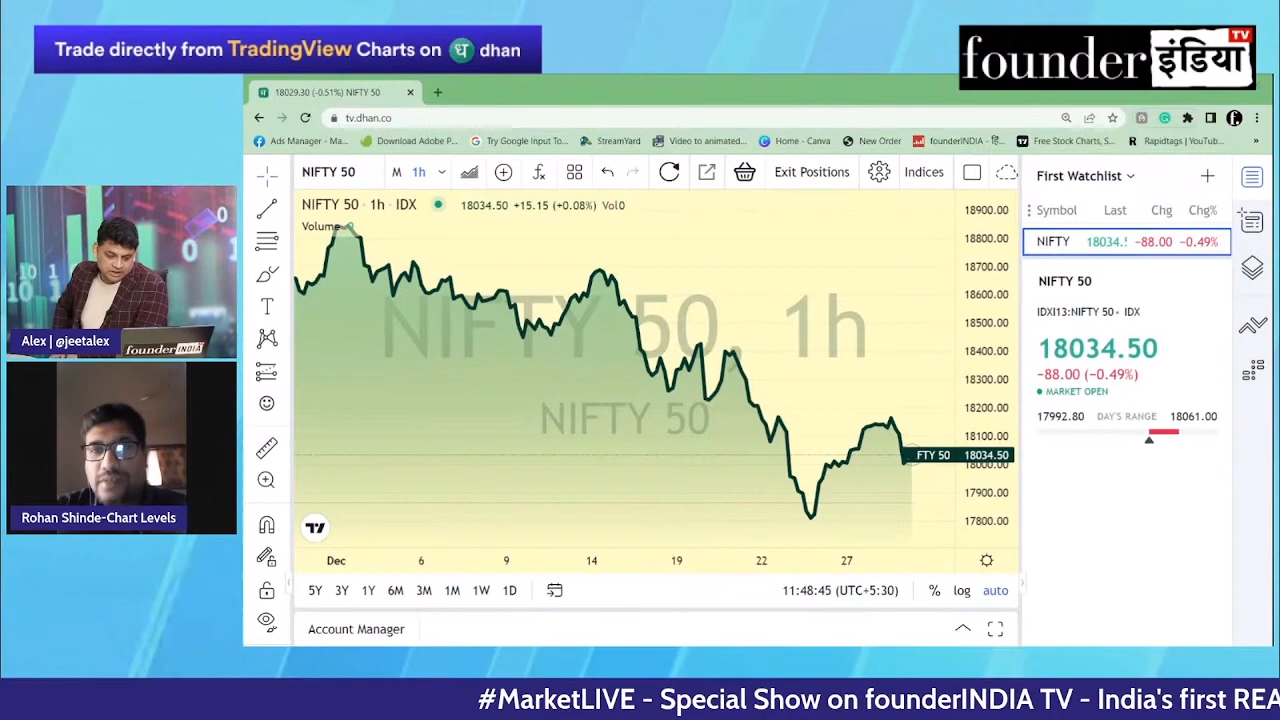 Trade directly from TradingView Charts on ध dhan
founder इंडिया TV
18029.30 (-0.51%) NIFTY 50
tv.dhan.co
Ads Manager - Ma... Download Adobe P... Try Google Input To... StreamYard Video to animated... Home - Canva New Order founderINDIA - हि... Free Stock Charts, S... Rapidtags | YouTub... »
NIFTY 50 M 1h Exit Positions Indices
First Watchlist
NIFTY 50 · 1h · IDX 18034.50 +15.15 (+0.08%) Vol0
Volume
Symbol Last Chg Chg%
NIFTY 18034.! −88.00 −0.49%
NIFTY 50
IDXI13:NIFTY 50 · IDX
18034.50
−88.00 (−0.49%)
MARKET OPEN
17992.80 DAY'S RANGE 18061.00
NIFTY 50, 1h
NIFTY 50
18900.00
18800.00
18700.00
18600.00
18500.00
18400.00
18300.00
18200.00
18100.00
FTY 50 18034.50
18000.00
17900.00
17800.00
Dec 6 9 14 19 22 27
5Y 3Y 1Y 6M 3M 1M 1W 1D
11:48:45 (UTC+5:30) % log auto
Account Manager
Alex | @jeetalex
founder INDIA
Rohan Shinde-Chart Levels
#MarketLIVE - Special Show on founderINDIA TV - India's first REA